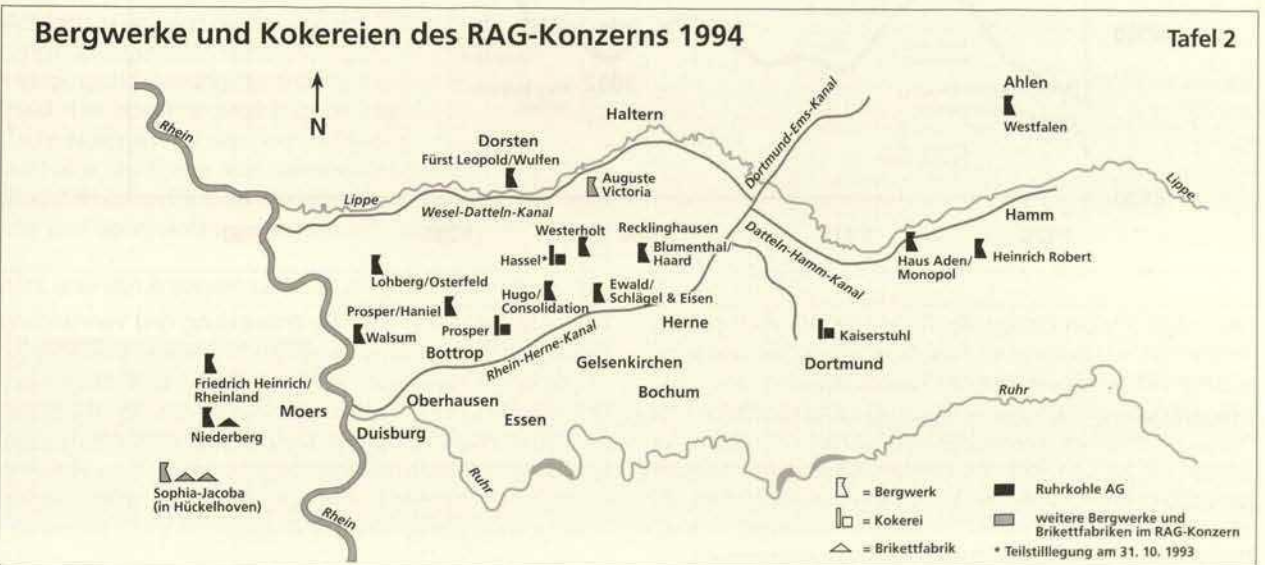 Bergwerke und Kokereien des RAG-Konzerns 1994
Tafel 2
N
Rhein
Dorsten
Fürst Leopold/Wulfen
Haltern
Dortmund-Ems-Kanal
Ahlen
Westfalen
Lippe
Wesel-Datteln-Kanal
Auguste
Victoria
Lippe
Westerholt
Recklinghausen
Hassel*
Blumenthal/
Haard
Datteln-Hamm-Kanal
Hamm
Haus Aden/
Monopol
Heinrich Robert
Lohberg/Osterfeld
Prosper/Haniel
Hugo/
Consolidation
Ewald/
Schlägel & Eisen
Walsum
Prosper
Bottrop
Rhein-Herne-Kanal
Herne
Kaiserstuhl
Gelsenkirchen
Dortmund
Friedrich Heinrich/
Rheinland
Moers
Oberhausen
Bochum
Ruhr
Niederberg
Duisburg
Essen
Sophia-Jacoba
(in Hückelhoven)
Ruhr
Rhein
= Bergwerk
= Kokerei
= Brikettfabrik
Ruhrkohle AG
weitere Bergwerke und
Brikettfabriken im RAG-Konzern
* Teilstilllegung am 31. 10. 1993